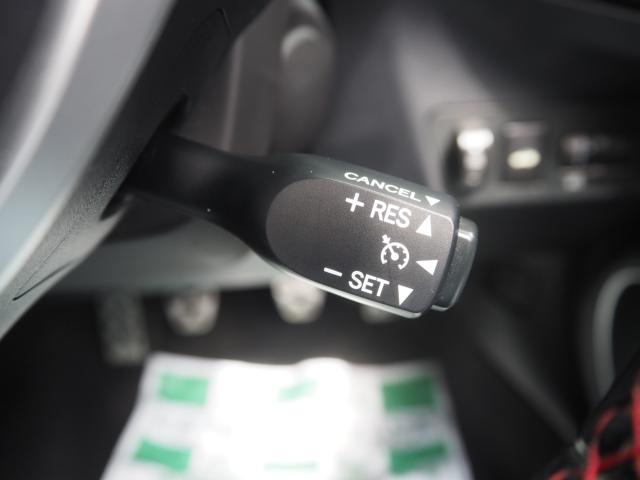 CANCEL ▼
+ RES ▲
◀
− SET ▼